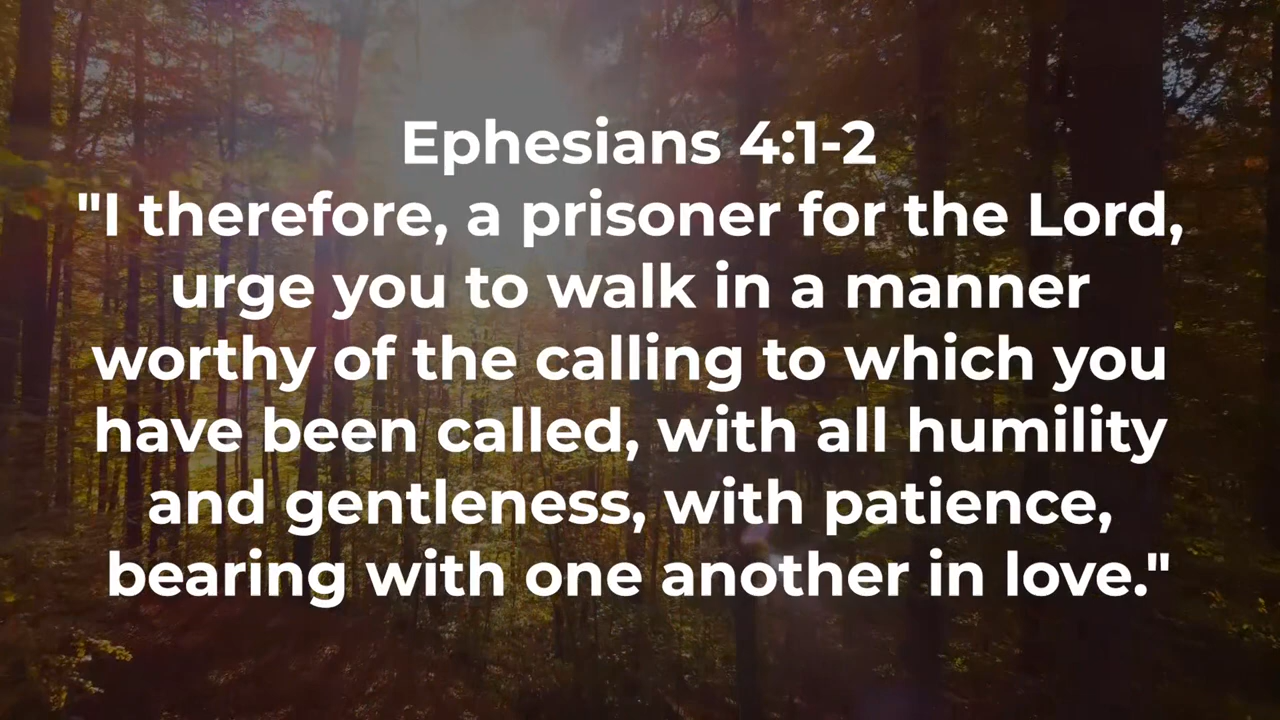 Ephesians 4:1-2
"I therefore, a prisoner for the Lord,
urge you to walk in a manner
worthy of the calling to which you
have been called, with all humility
and gentleness, with patience,
bearing with one another in love."